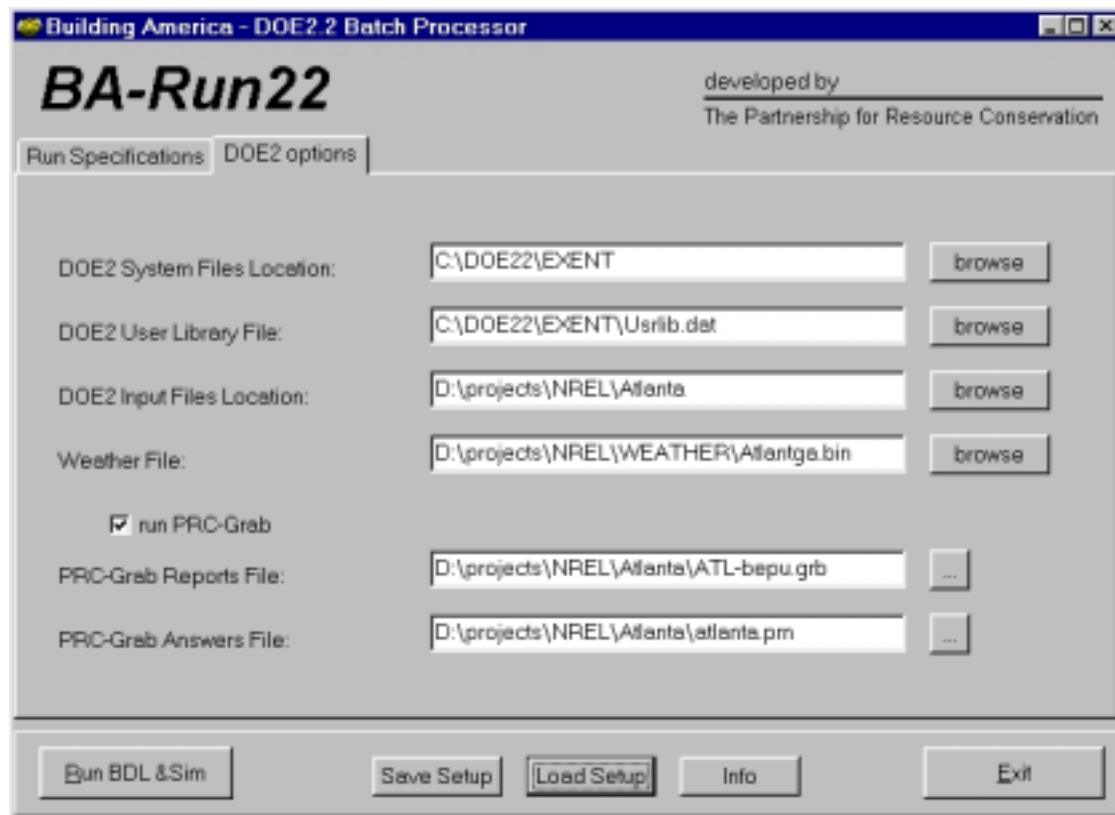 Building America - DOE2.2 Batch Processor
BA-Run22
developed by
The Partnership for Resource Conservation
Run Specifications
DOE2 options
DOE2 System Files Location:
C:\DOE22\EXENT
browse
DOE2 User Library File:
C:\DOE22\EXENT\Usrlib.dat
browse
DOE2 Input Files Location:
D:\projects\NREL\Atlanta
browse
Weather File:
D:\projects\NREL\WEATHER\Atlantga.bin
browse
run PRC-Grab
PRC-Grab Reports File:
D:\projects\NREL\Atlanta\ATL-bepu.grb
...
PRC-Grab Answers File:
D:\projects\NREL\Atlanta\atlanta.prn
...
Run BDL &Sim
Save Setup
Load Setup
Info
Exit